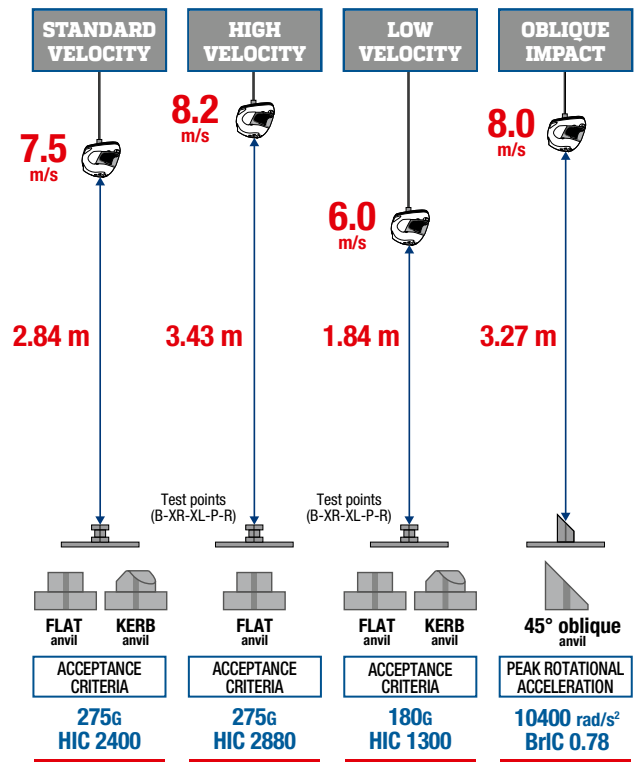 STANDARD
VELOCITY
7.5
m/s
2.84 m
FLAT
anvil
KERB
anvil
ACCEPTANCE
CRITERIA
275G
HIC 2400
HIGH
VELOCITY
8.2
m/s
3.43 m
Test points
(B-XR-XL-P-R)
FLAT
anvil
ACCEPTANCE
CRITERIA
275G
HIC 2880
LOW
VELOCITY
6.0
m/s
1.84 m
Test points
(B-XR-XL-P-R)
FLAT
anvil
KERB
anvil
ACCEPTANCE
CRITERIA
180G
HIC 1300
OBLIQUE
IMPACT
8.0
m/s
3.27 m
45° oblique
anvil
PEAK ROTATIONAL
ACCELERATION
10400 rad/s²
BrIC 0.78